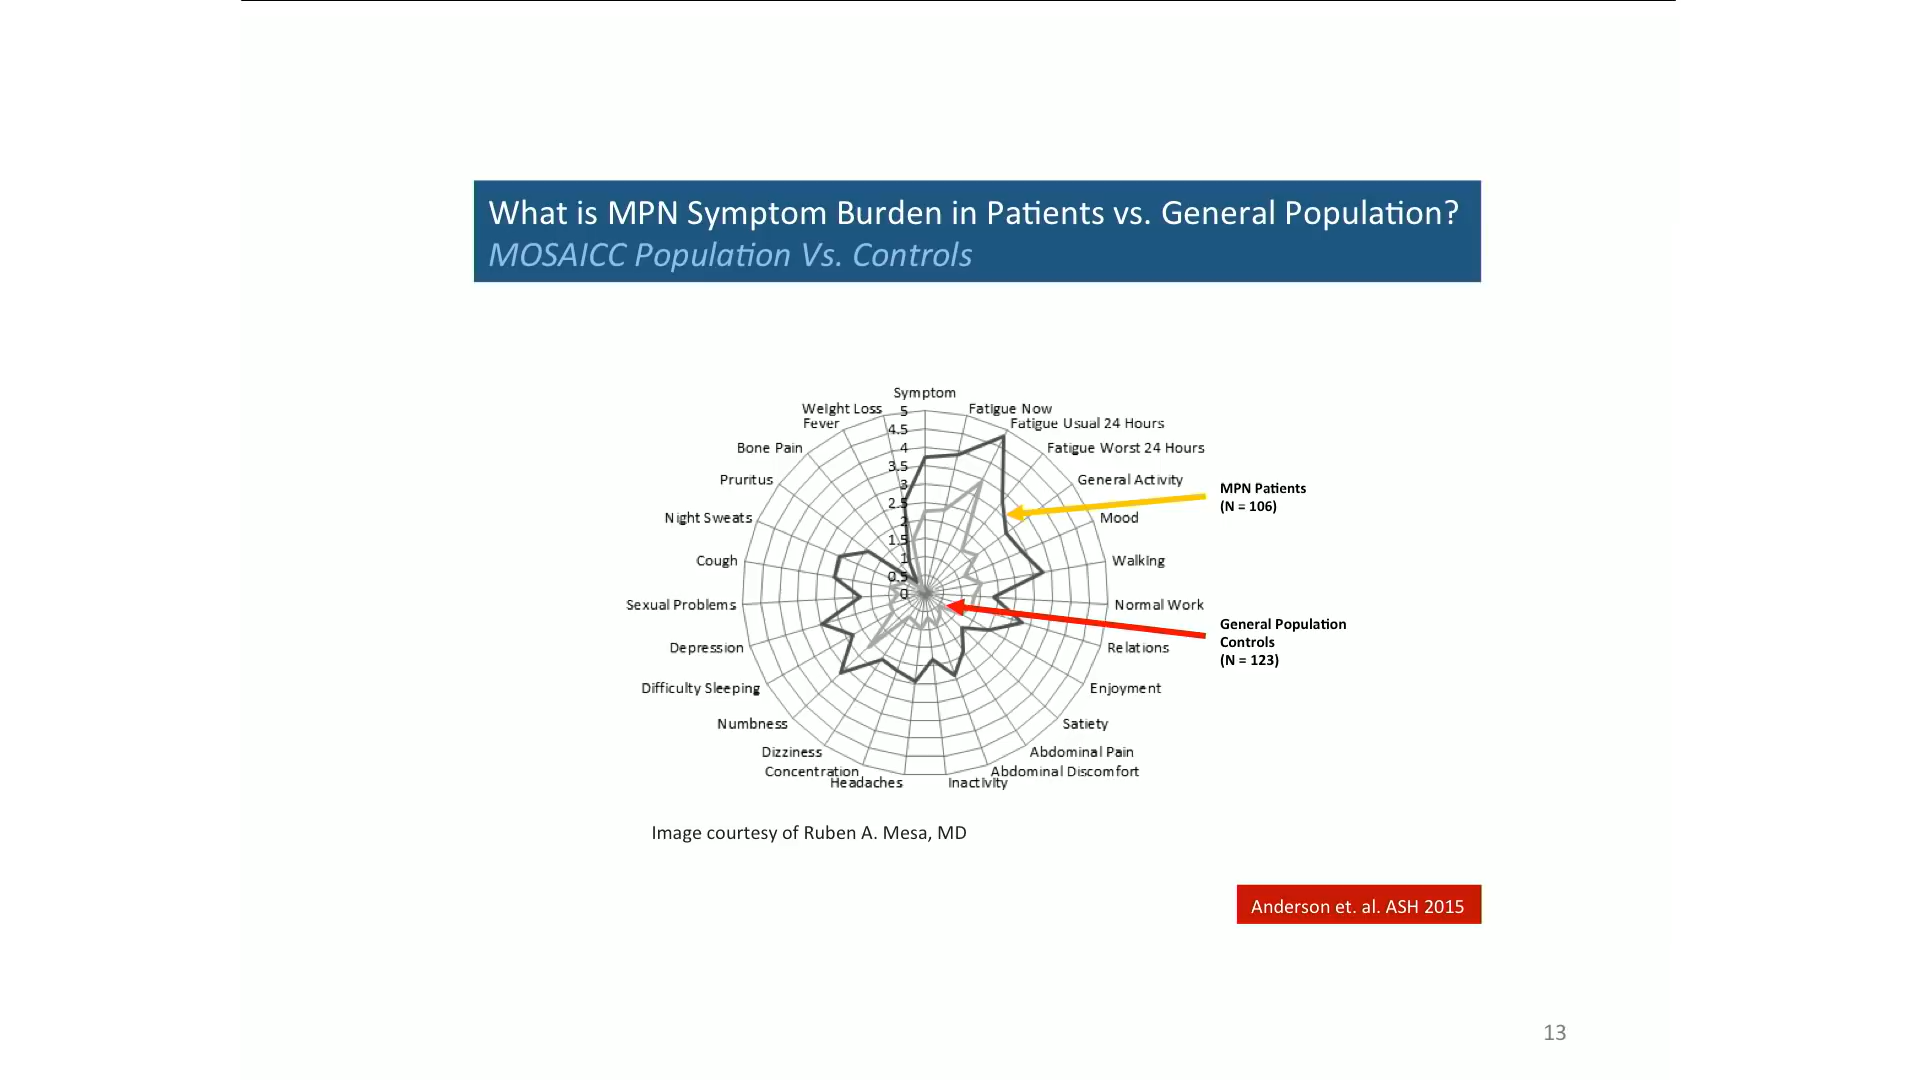 What is MPN Symptom Burden in Patients vs. General Population?
MOSAICC Population Vs. Controls
Symptom
Weight Loss
5
Fatigue Now
Fever
4.5
Fatigue Usual 24 Hours
Bone Pain
4
Fatigue Worst 24 Hours
3.5
Pruritus
3
General Activity
MPN Patients
(N = 106)
2.5
Night Sweats
2
Mood
1.5
Cough
1
Walking
0.5
0
Sexual Problems
Normal Work
General Population
Controls
(N = 123)
Depression
Relations
Difficulty Sleeping
Enjoyment
Numbness
Satiety
Dizziness
Abdominal Pain
Concentration
Abdominal Discomfort
Headaches
Inactivity
Image courtesy of Ruben A. Mesa, MD
Anderson et. al. ASH 2015
13